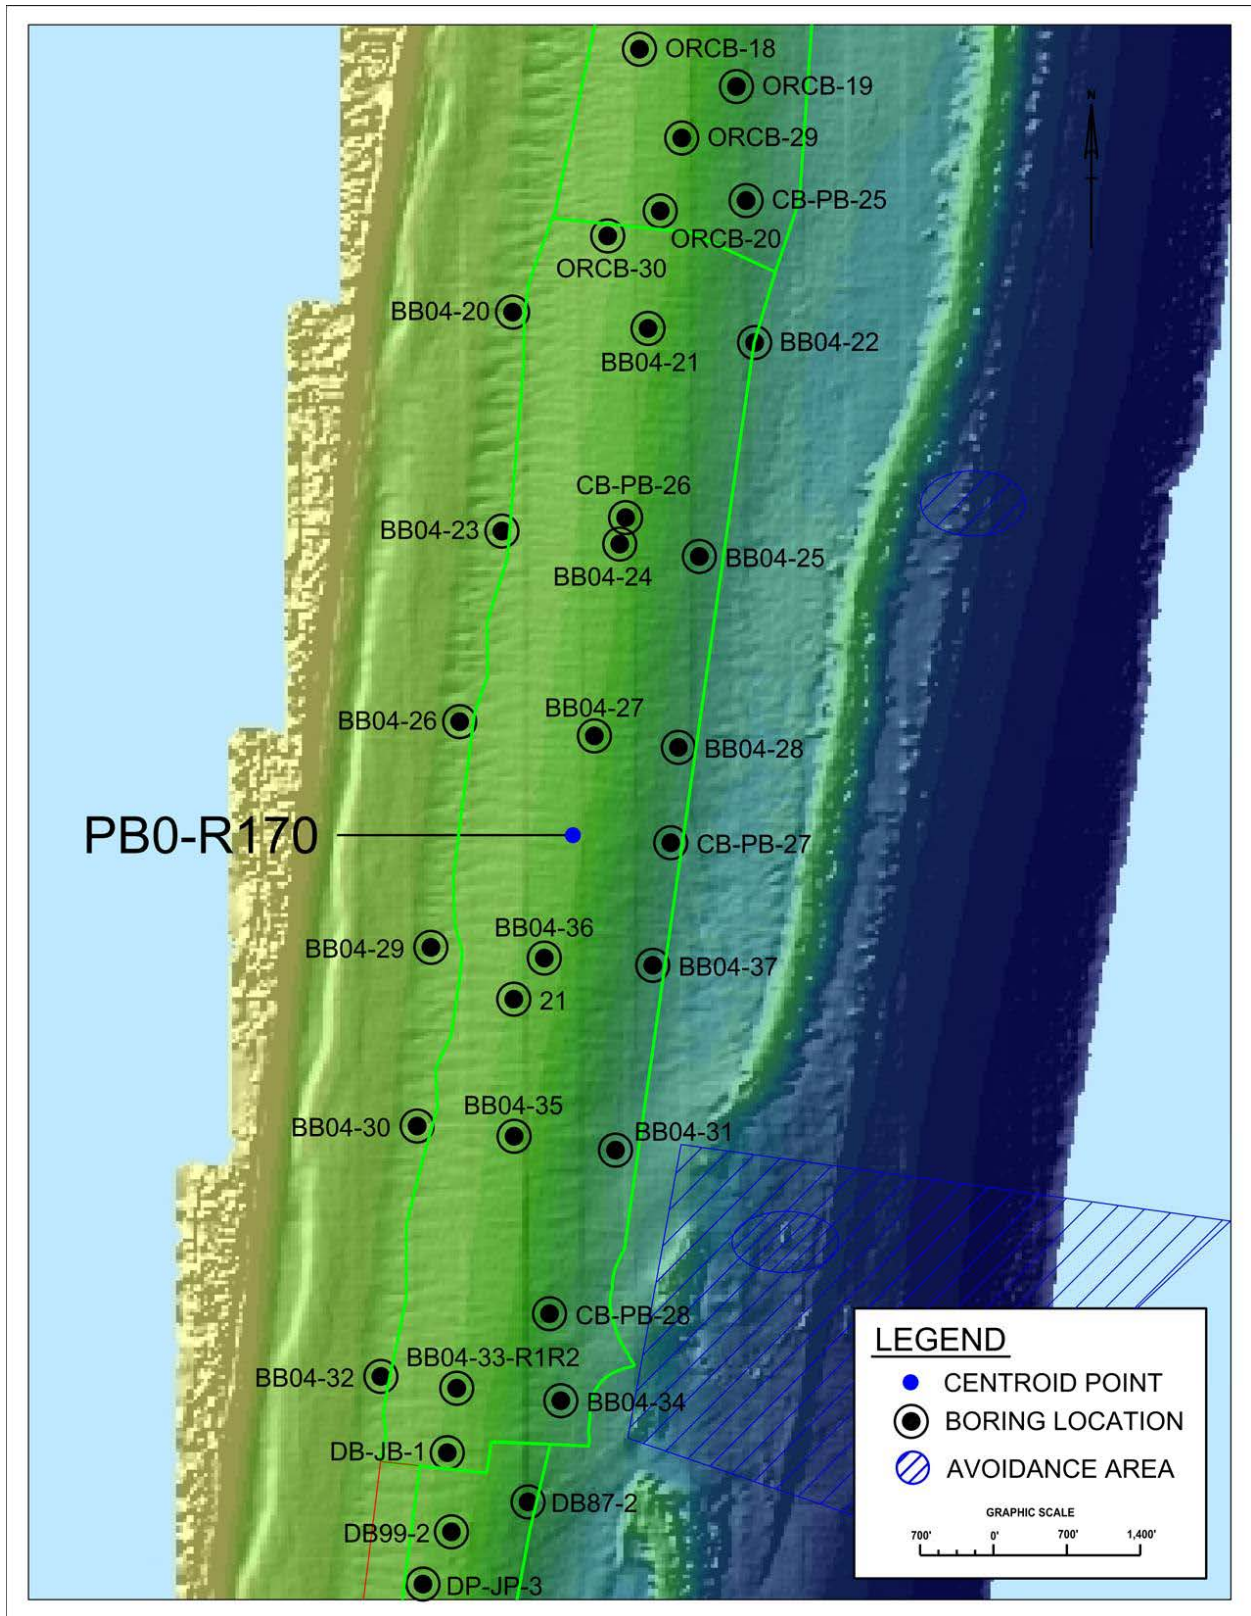 ORCB-18
ORCB-19
N
ORCB-29
CB-PB-25
ORCB-20
ORCB-30
BB04-20
BB04-21
BB04-22
CB-PB-26
BB04-23
BB04-24
BB04-25
BB04-26
BB04-27
BB04-28
PB0-R170
CB-PB-27
BB04-29
BB04-36
BB04-37
21
BB04-30
BB04-35
BB04-31
CB-PB-28
BB04-32
BB04-33-R1R2
BB04-34
DB-JB-1
DB87-2
DB99-2
DP-JP-3
LEGEND
CENTROID POINT
BORING LOCATION
AVOIDANCE AREA
GRAPHIC SCALE
700' 0' 700' 1,400'